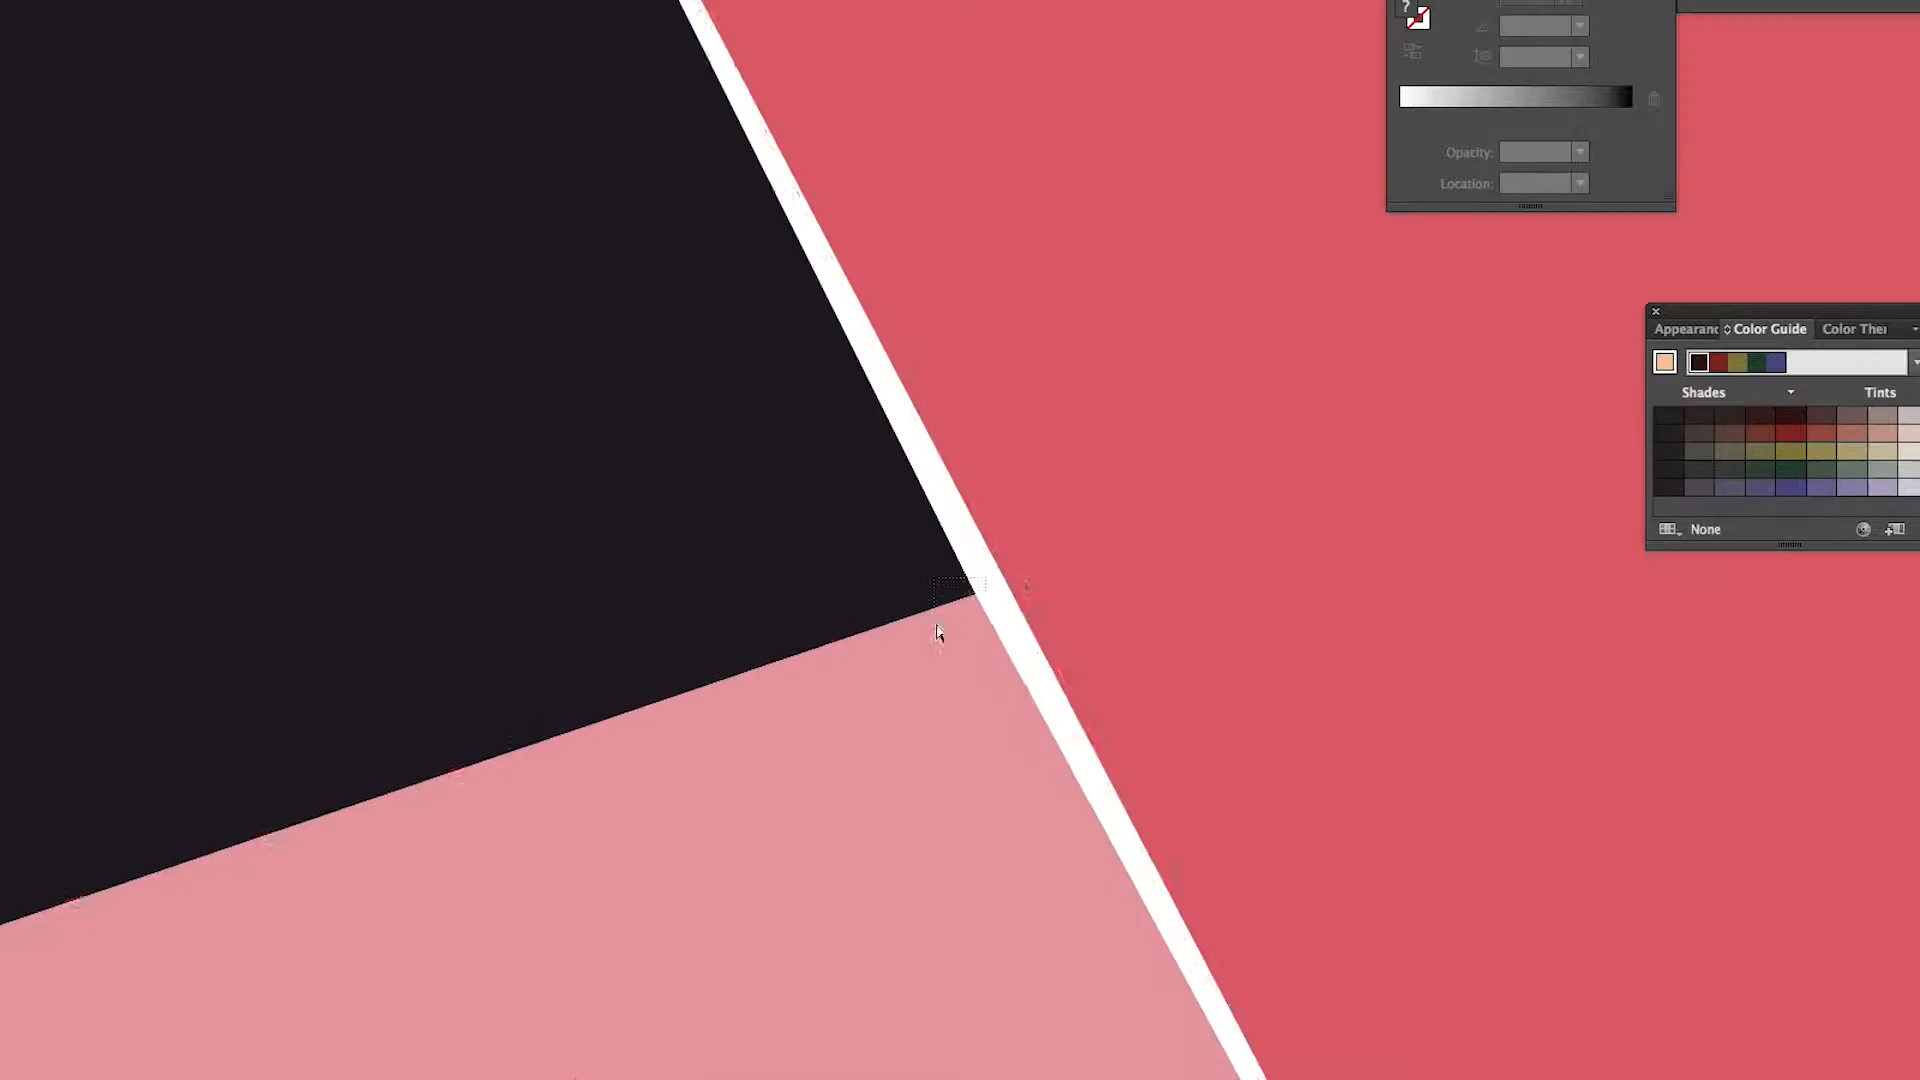 ?
Opacity:
Location:
Appearanc
Color Guide
Color Ther
Shades
Tints
None